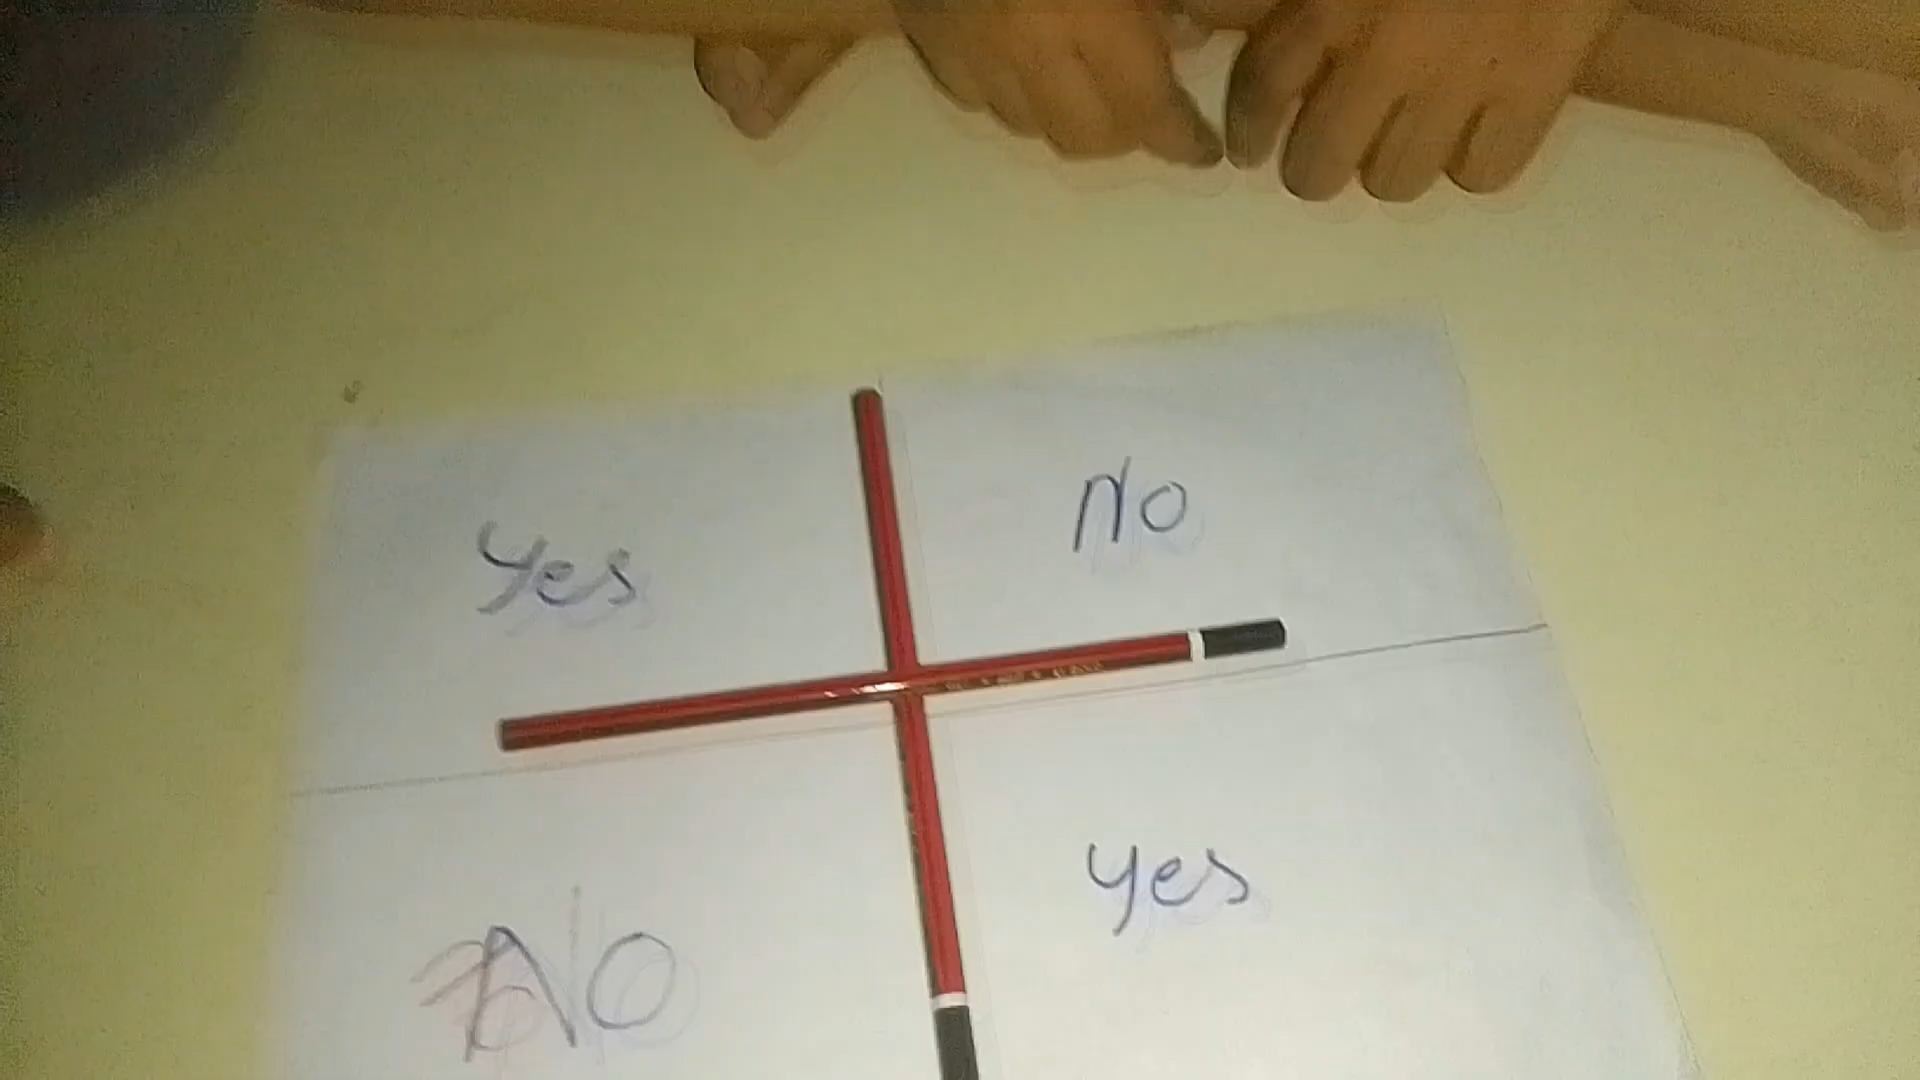 Yes No
No yes